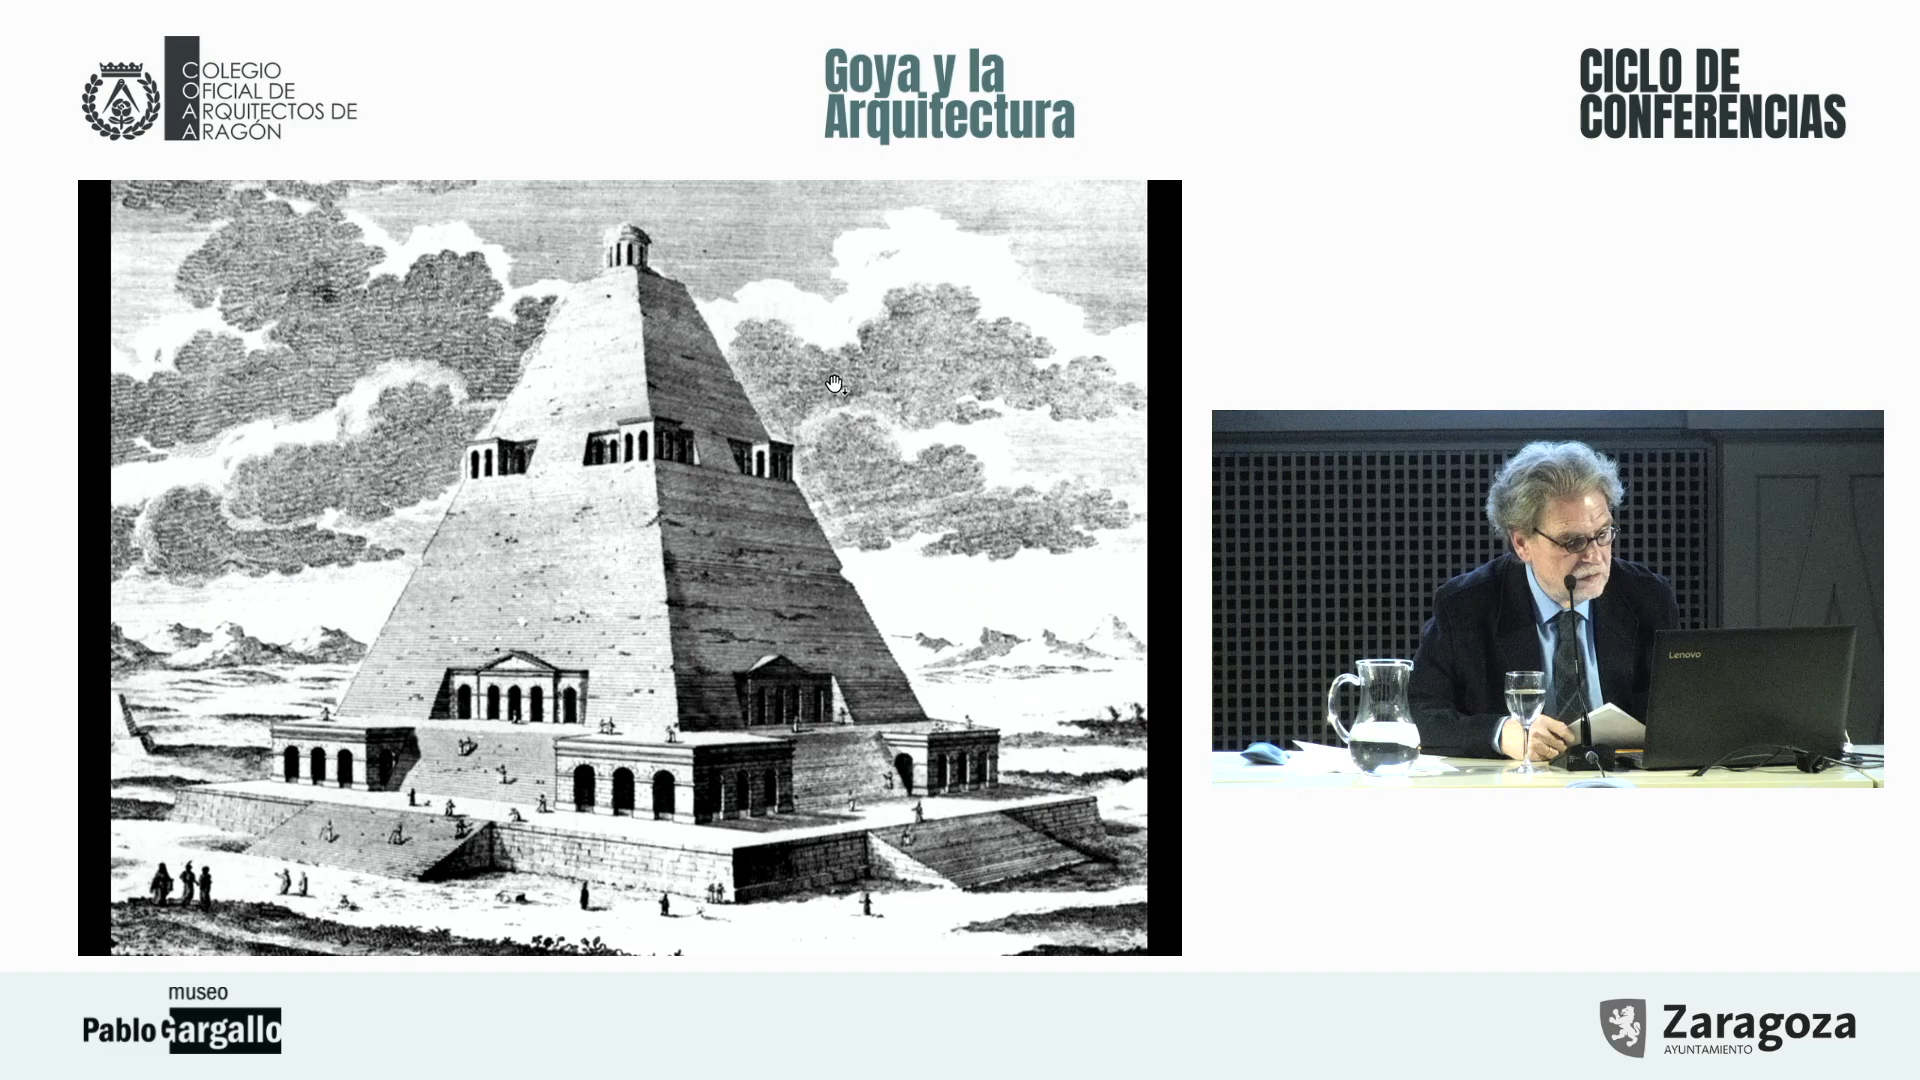 COLEGIO
OFICIAL DE
ARQUITECTOS DE
ARAGÓN
Goya y la
Arquitectura
CICLO DE
CONFERENCIAS
Lenovo
museo
Pablo Gargallo
Zaragoza
AYUNTAMIENTO